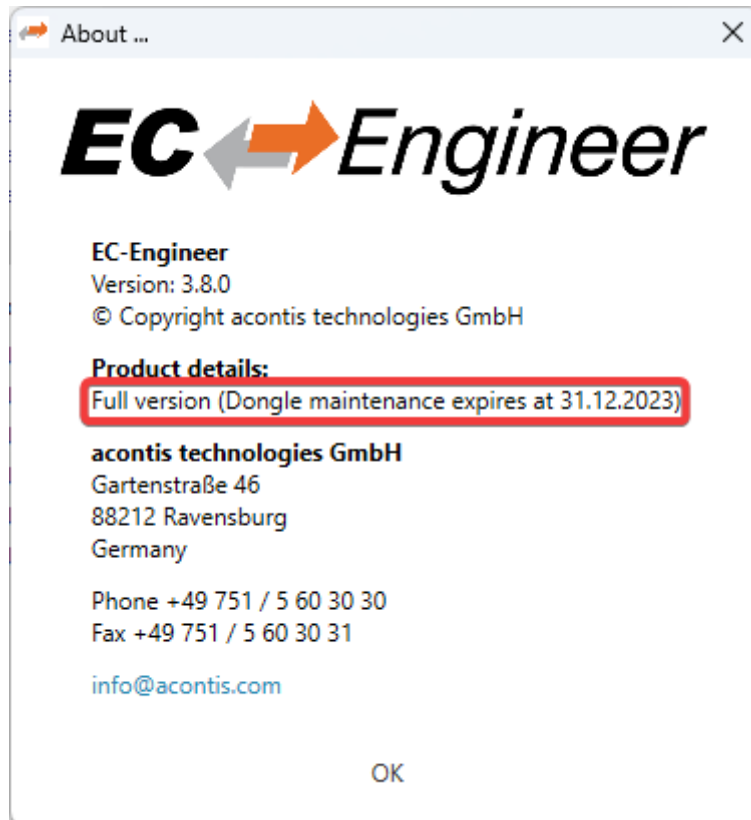 About ...
EC Engineer
EC-Engineer
Version: 3.8.0
© Copyright acontis technologies GmbH
Product details:
Full version (Dongle maintenance expires at 31.12.2023)
acontis technologies GmbH
Gartenstraße 46
88212 Ravensburg
Germany
Phone +49 751 / 5 60 30 30
Fax +49 751 / 5 60 30 31
info@acontis.com
OK